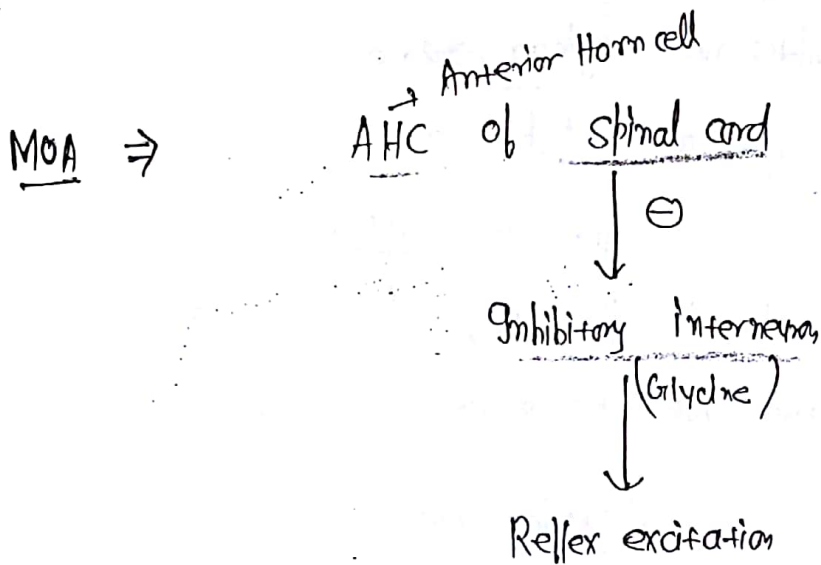 → Anterior Horn cell
MOA ⇒ AHC of Spinal cord
⊖
Inhibitory interneuron
(Glycine)
Reflex excitation